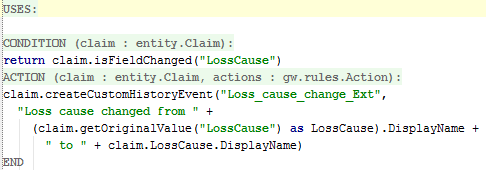 USES:
CONDITION (claim : entity.Claim):
return claim.isFieldChanged("LossCause")
ACTION (claim : entity.Claim, actions : gw.rules.Action):
claim.createCustomHistoryEvent("Loss_cause_change_Ext",
"Loss cause changed from " +
(claim.getOriginalValue("LossCause") as LossCause).DisplayName +
" to " + claim.LossCause.DisplayName)
END